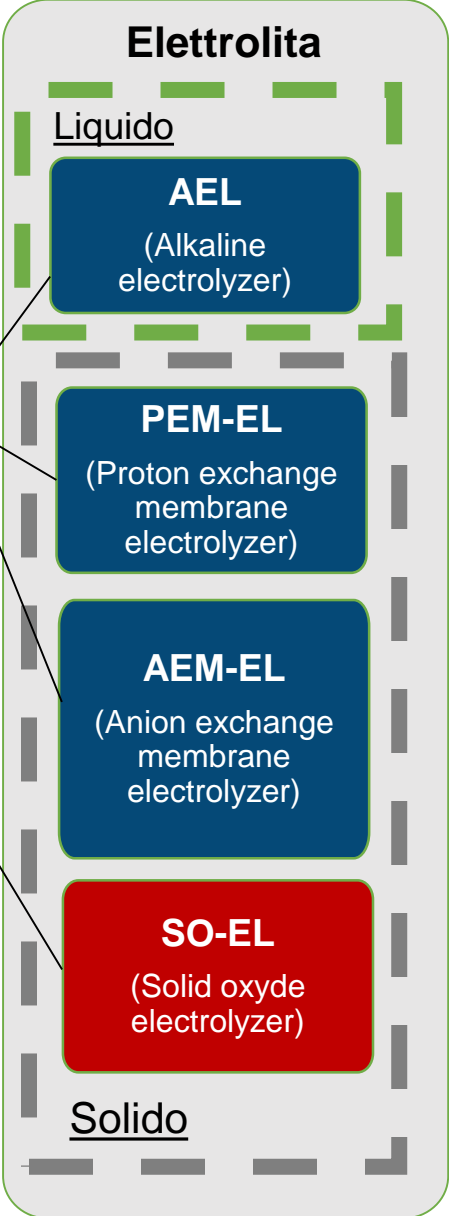 Elettrolita
Liquido
AEL
(Alkaline
electrolyzer)
PEM-EL
(Proton exchange
membrane
electrolyzer)
AEM-EL
(Anion exchange
membrane
electrolyzer)
SO-EL
(Solid oxyde
electrolyzer)
Solido